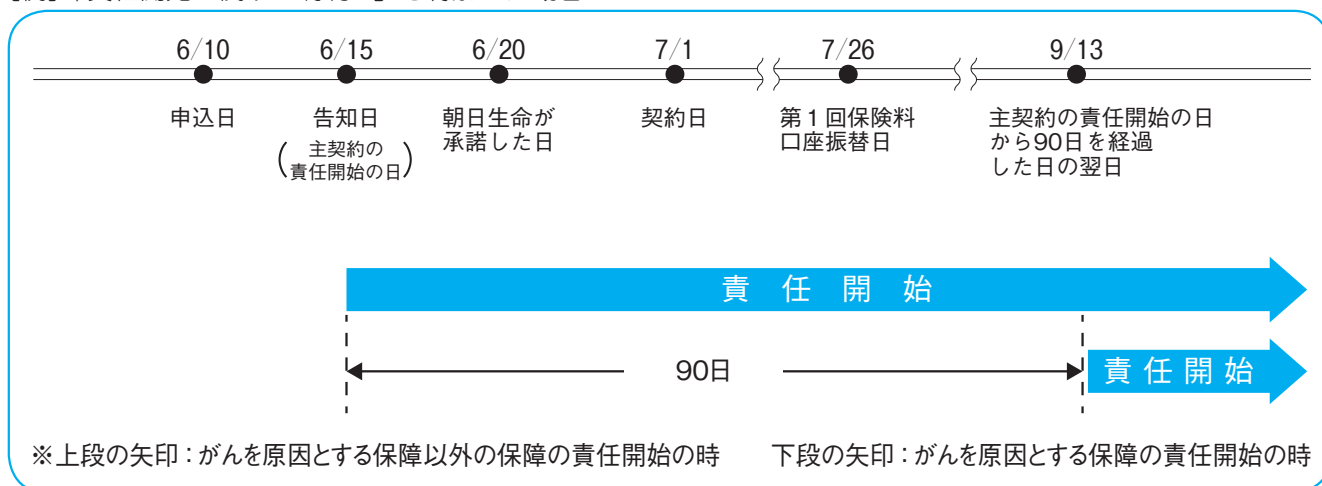 6/10 6/15 6/20 7/1 7/26 9/13
申込日
告知日
(主契約の
責任開始の日)
朝日生命が
承諾した日
契約日
第1回保険料
口座振替日
主契約の責任開始の日
から90日を経過
した日の翌日
責任開始
90日
責任開始
※上段の矢印：がんを原因とする保障以外の保障の責任開始の時 下段の矢印：がんを原因とする保障の責任開始の時